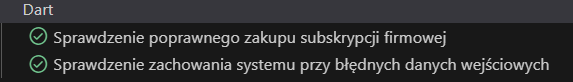 Dart
Sprawdzenie poprawnego zakupu subskrypcji firmowej
Sprawdzenie zachowania systemu przy błędnych danych wejściowych